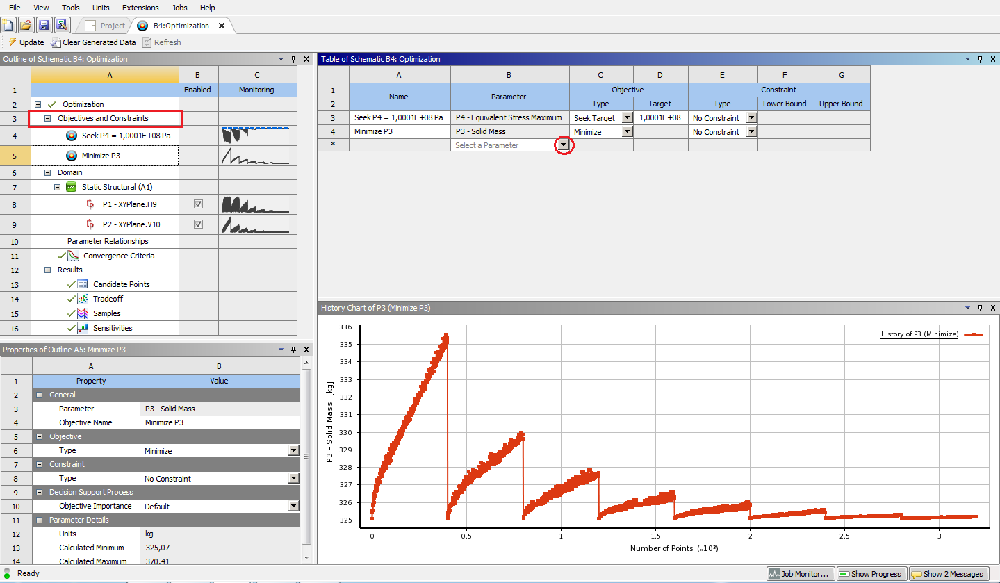 File View Tools Units Extensions Jobs Help
Project B4:Optimization
Update Clear Generated Data Refresh
Outline of Schematic B4: Optimization
A B C
1 Enabled Monitoring
2 Optimization
3 Objectives and Constraints
4 Seek P4 = 1,0001E+08 Pa
5 Minimize P3
6 Domain
7 Static Structural (A1)
8 P1 - XYPlane.H9
9 P2 - XYPlane.V10
10 Parameter Relationships
11 Convergence Criteria
12 Results
13 Candidate Points
14 Tradeoff
15 Samples
16 Sensitivities
Properties of Outline A5: Minimize P3
A B
1 Property Value
2 General
3 Parameter P3 - Solid Mass
4 Objective Name Minimize P3
5 Objective
6 Type Minimize
7 Constraint
8 Type No Constraint
9 Decision Support Process
10 Objective Importance Default
11 Parameter Details
12 Units kg
13 Calculated Minimum 325,07
14 Calculated Maximum 370,41
Table of Schematic B4: Optimization
A B C D E F G
1 Name Parameter Objective Constraint
2 Type Target Type Lower Bound Upper Bound
3 Seek P4 = 1,0001E+08 Pa P4 - Equivalent Stress Maximum Seek Target 1,0001E+08 No Constraint
4 Minimize P3 P3 - Solid Mass Minimize No Constraint
* Select a Parameter
History Chart of P3 (Minimize P3)
History of P3 (Minimize)
P3 - Solid Mass [kg]
336
335
334
333
332
331
330
329
328
327
326
325
0 0,5 1 1,5 2 2,5 3
Number of Points (×10³)
Ready
Job Monitor... Show Progress Show 2 Messages